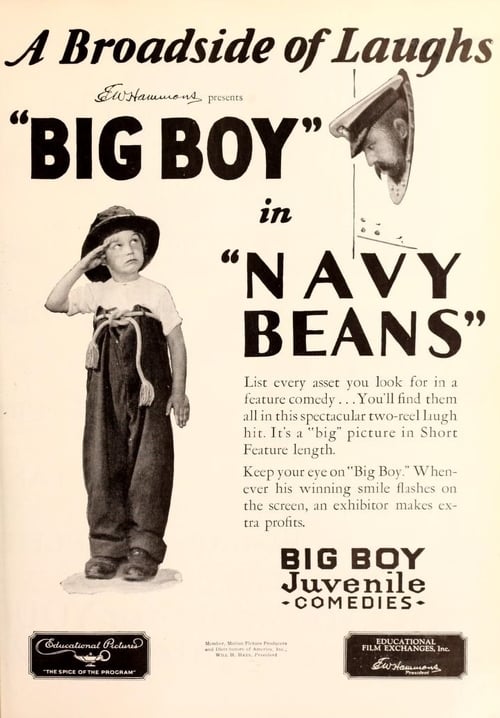 A Broadside of Laughs
E.W. Hammons presents
"BIG BOY"
in
"NAVY
BEANS"
List every asset you look for in a
feature comedy . . . You'll find them
all in this spectacular two-reel laugh
hit. It's a "big" picture in Short
Feature length.
Keep your eye on "Big Boy." When-
ever his winning smile flashes on
the screen, an exhibitor makes ex-
tra profits.
BIG BOY
Juvenile
COMEDIES
Educational Pictures
"THE SPICE OF THE PROGRAM"
Member, Motion Picture Producers
and Distributors of America, Inc.,
Will H. Hays, President
EDUCATIONAL
FILM EXCHANGES, Inc.
E.W. Hammons
President